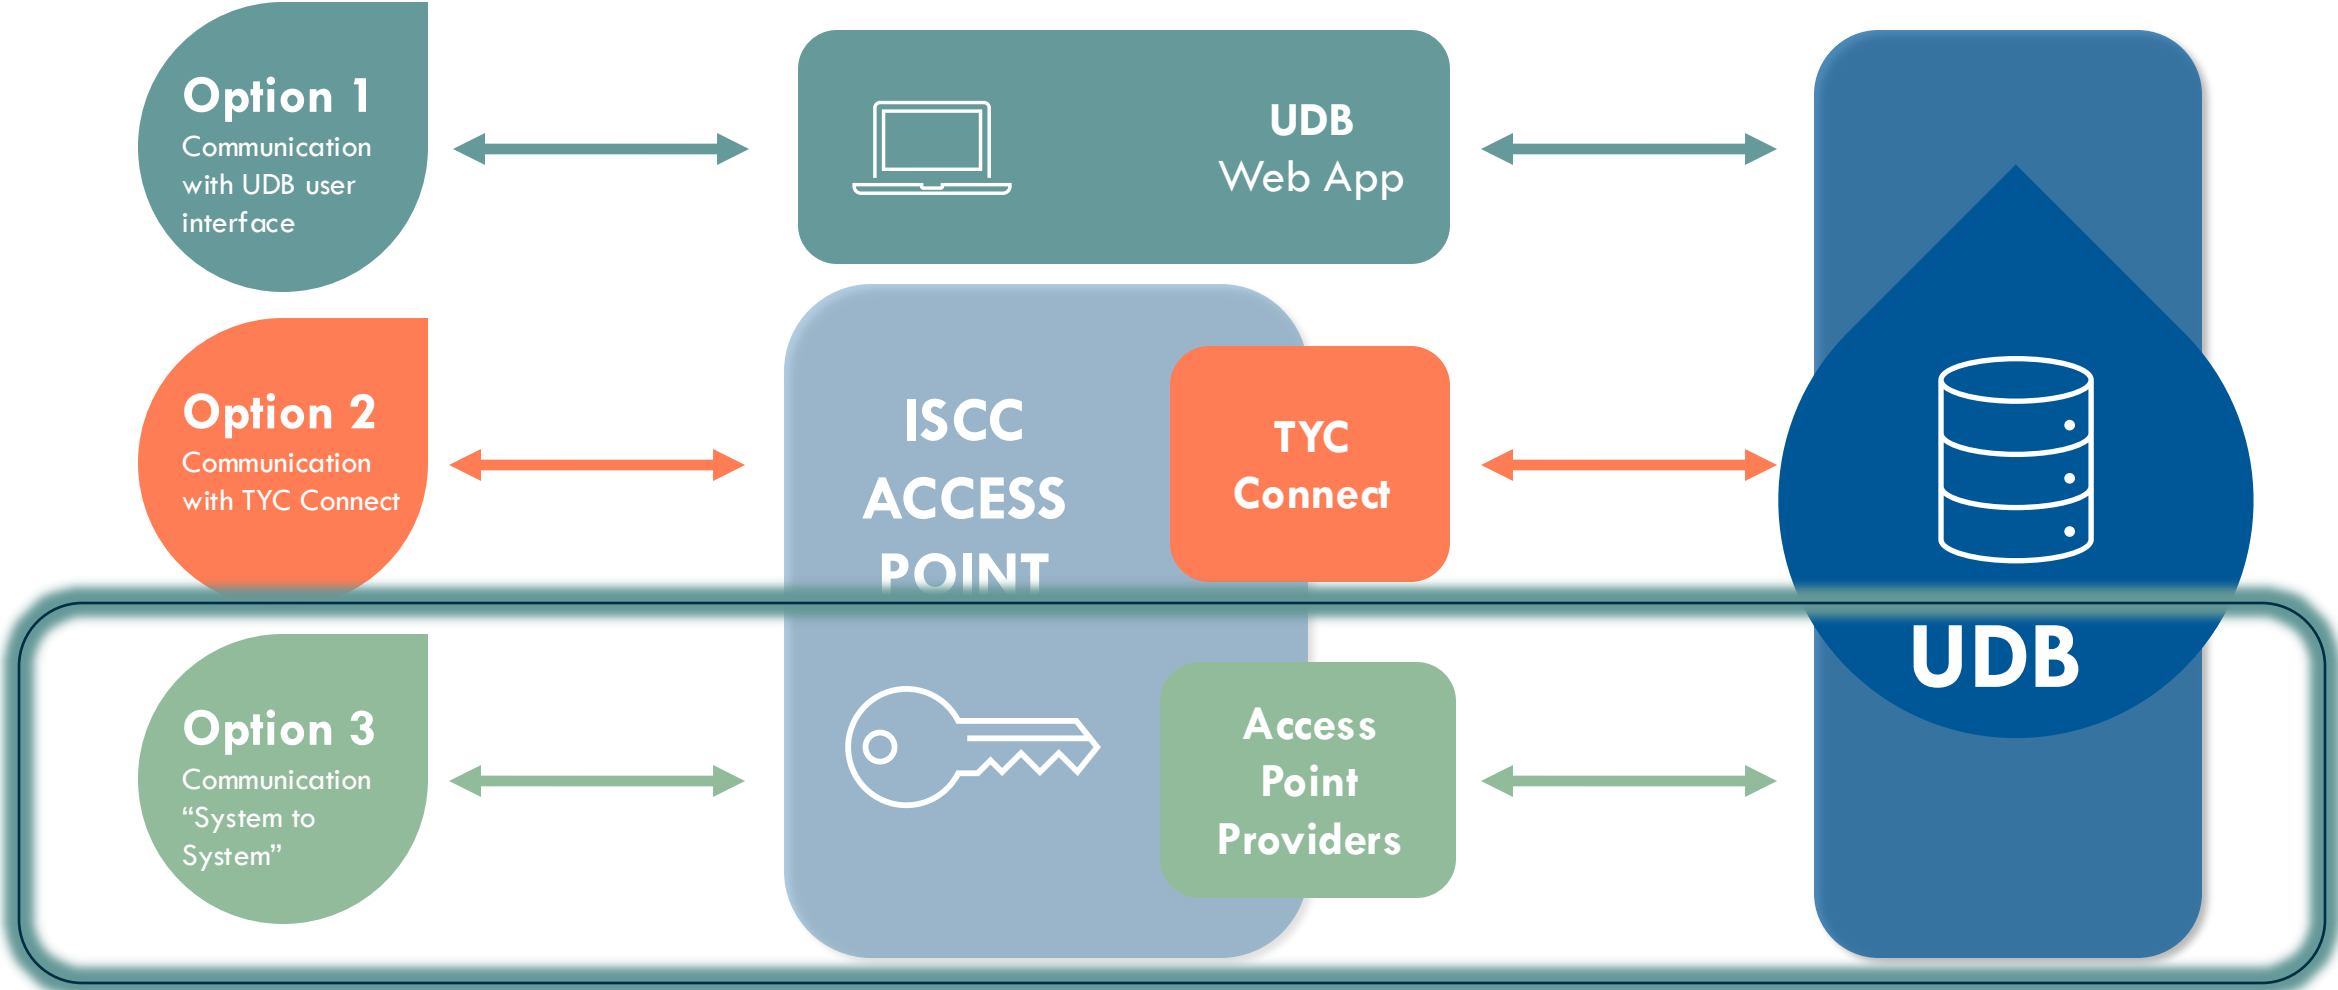 Option 1
Communication
with UDB user
interface
UDB
Web App
Option 2
Communication
with TYC Connect
ISCC
ACCESS
POINT
TYC
Connect
UDB
Option 3
Communication
“System to
System”
Access
Point
Providers